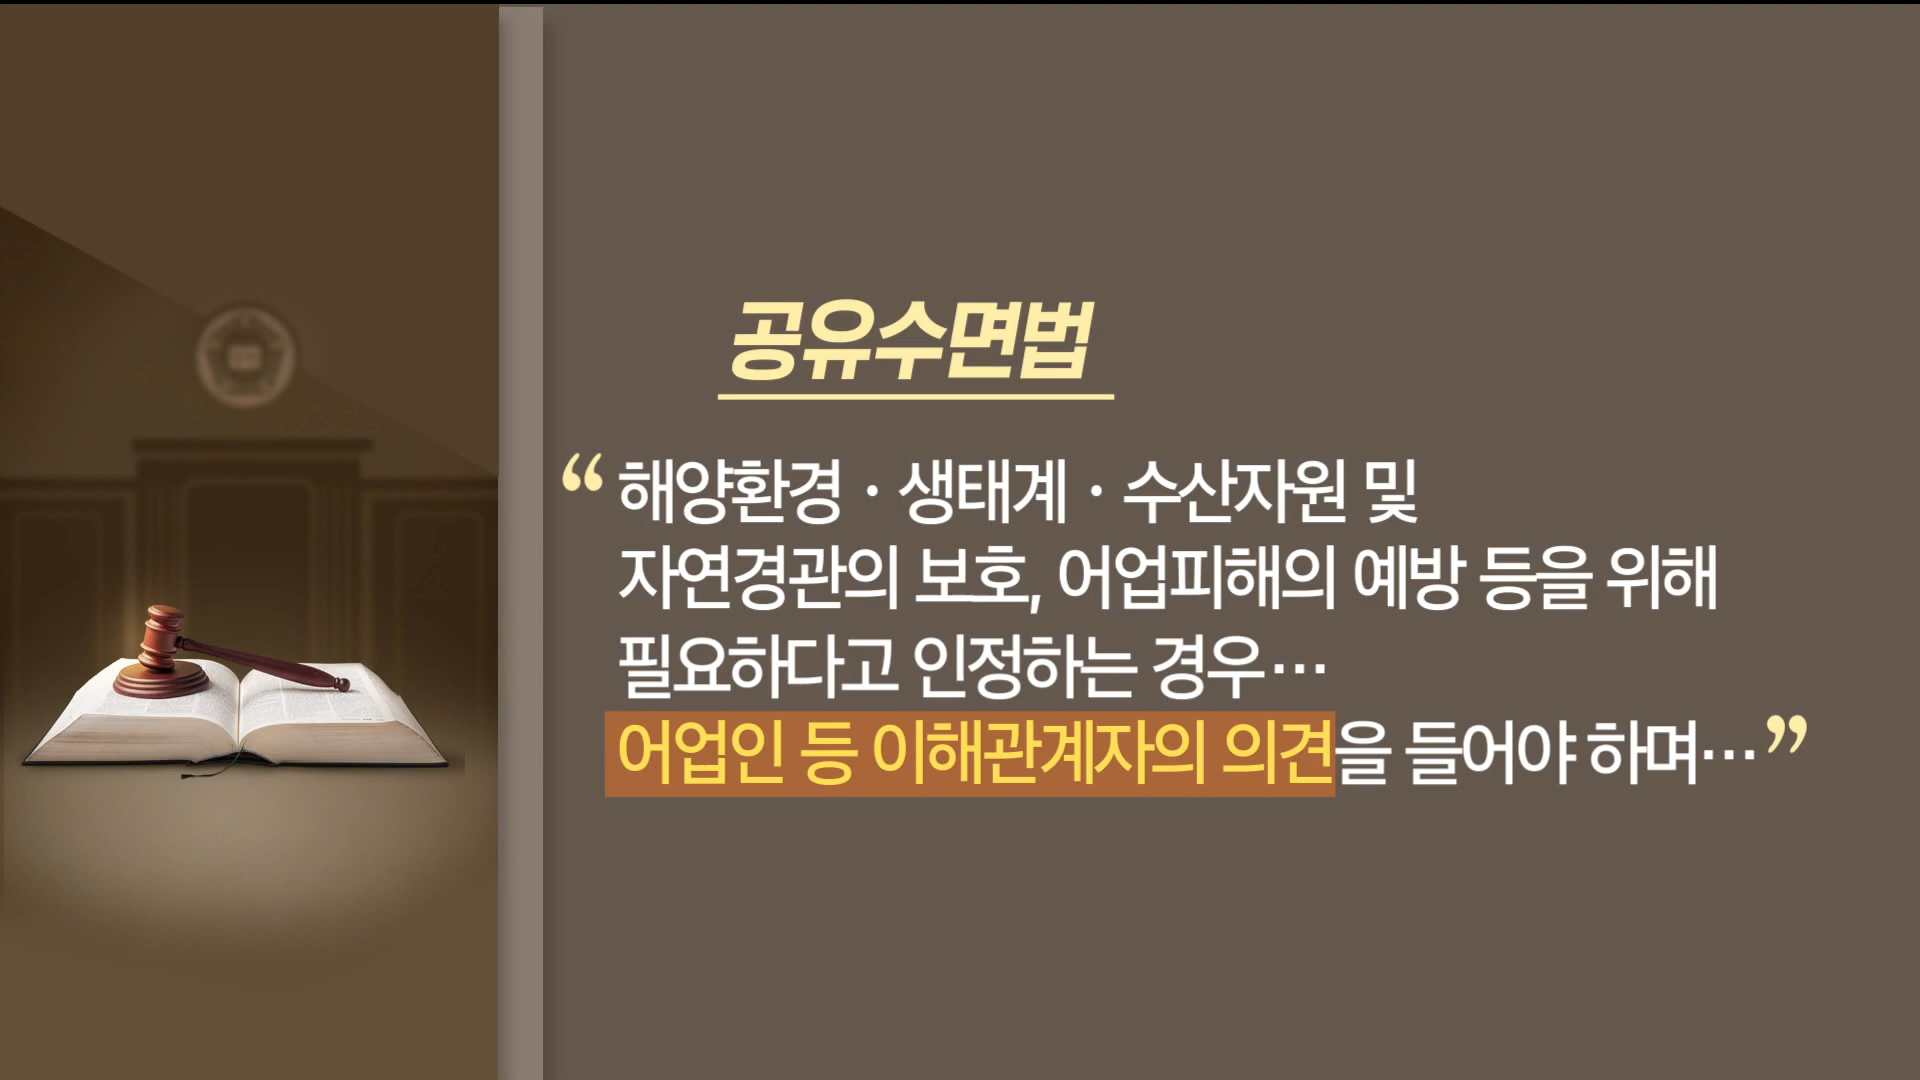 공유수면법
“해양환경 · 생태계 · 수산자원 및
자연경관의 보호, 어업피해의 예방 등을 위해
필요하다고 인정하는 경우…
어업인 등 이해관계자의 의견을 들어야 하며…”